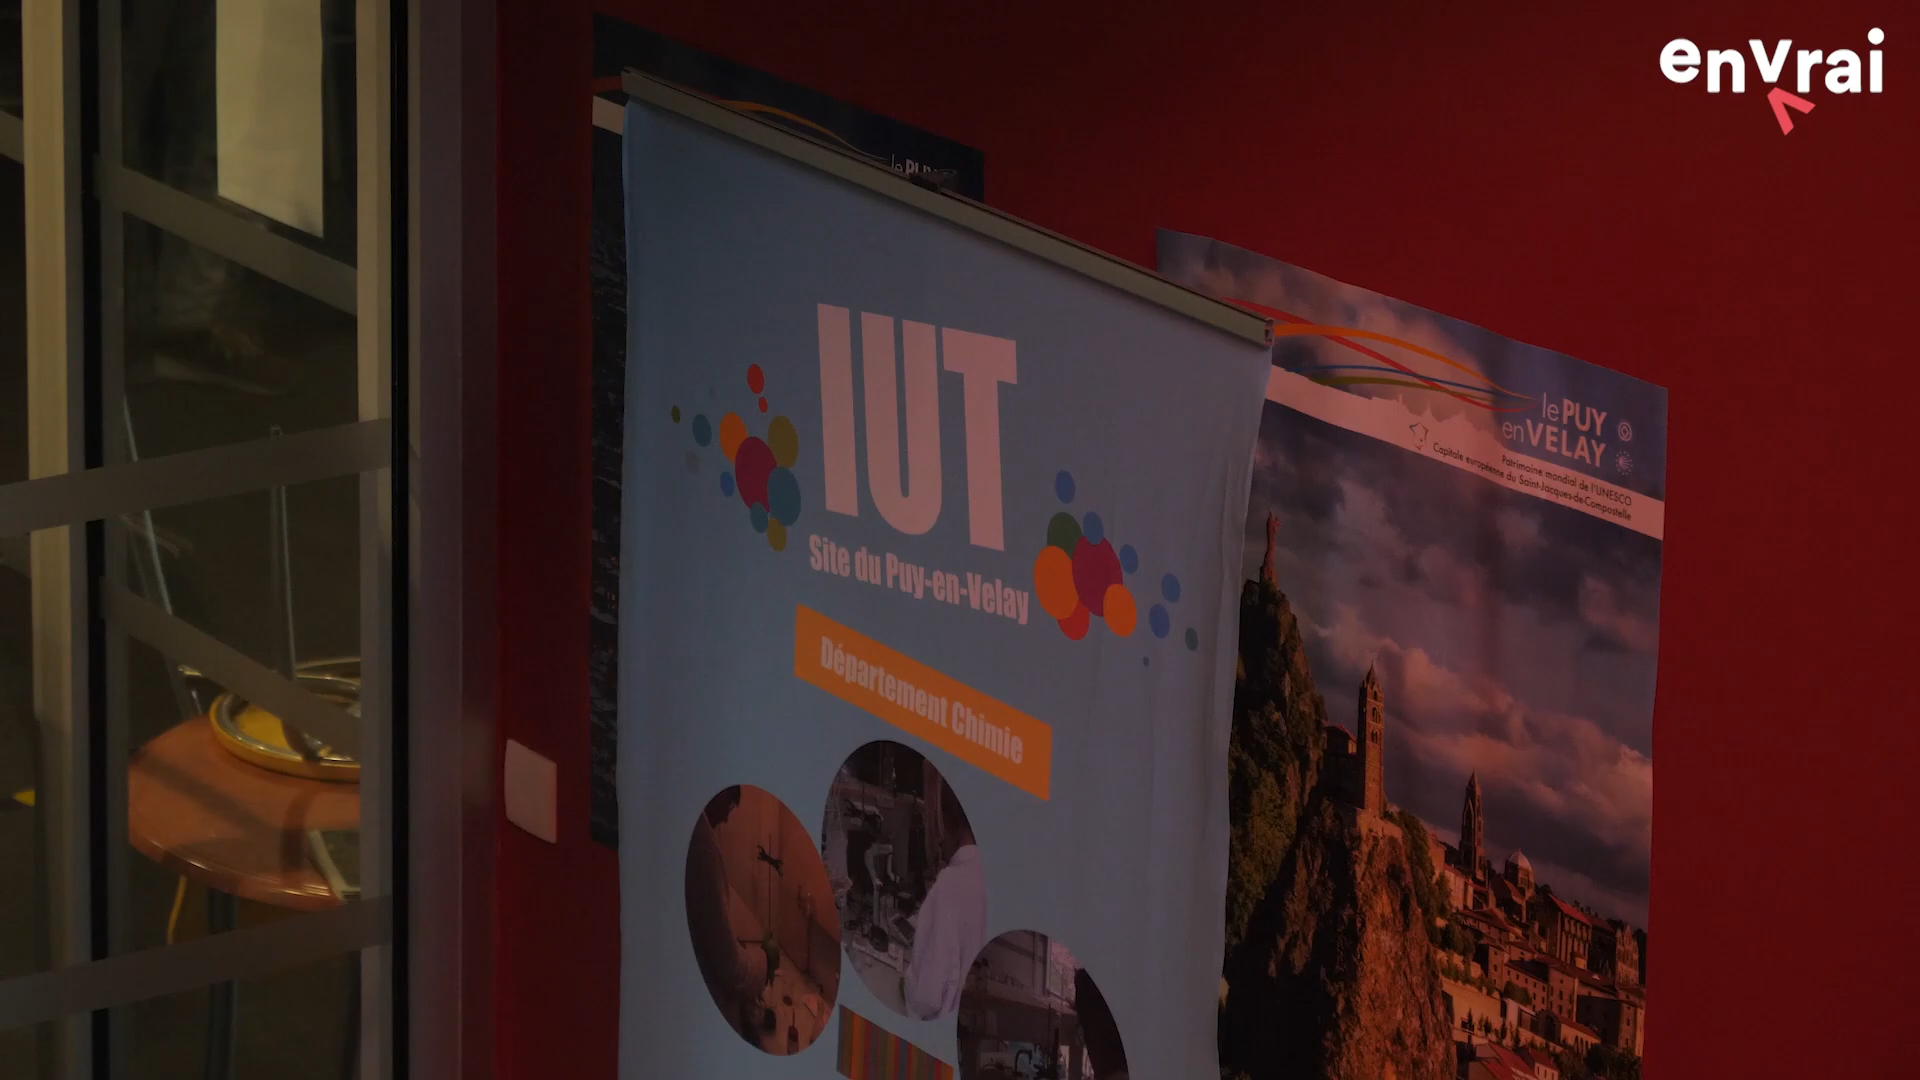 envrai
IUT
Site du Puy-en-Velay
Département Chimie
le PUY
en VELAY
Patrimoine mondial de l'UNESCO
Capitale européenne du Saint-Jacques-de-Compostelle